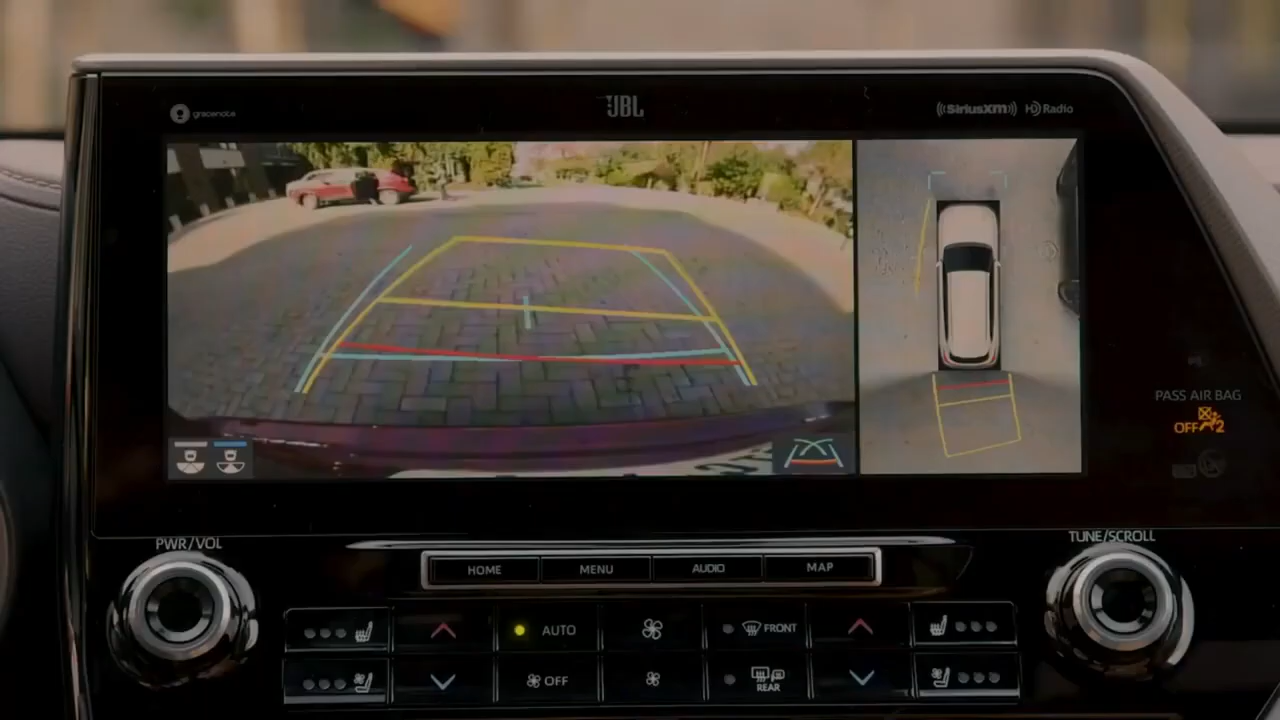 gracenote
JBL
SiriusXM HD Radio
PASS AIR BAG
OFF 2
PWR/VOL
TUNE/SCROLL
HOME MENU AUDIO MAP
AUTO FRONT
OFF REAR